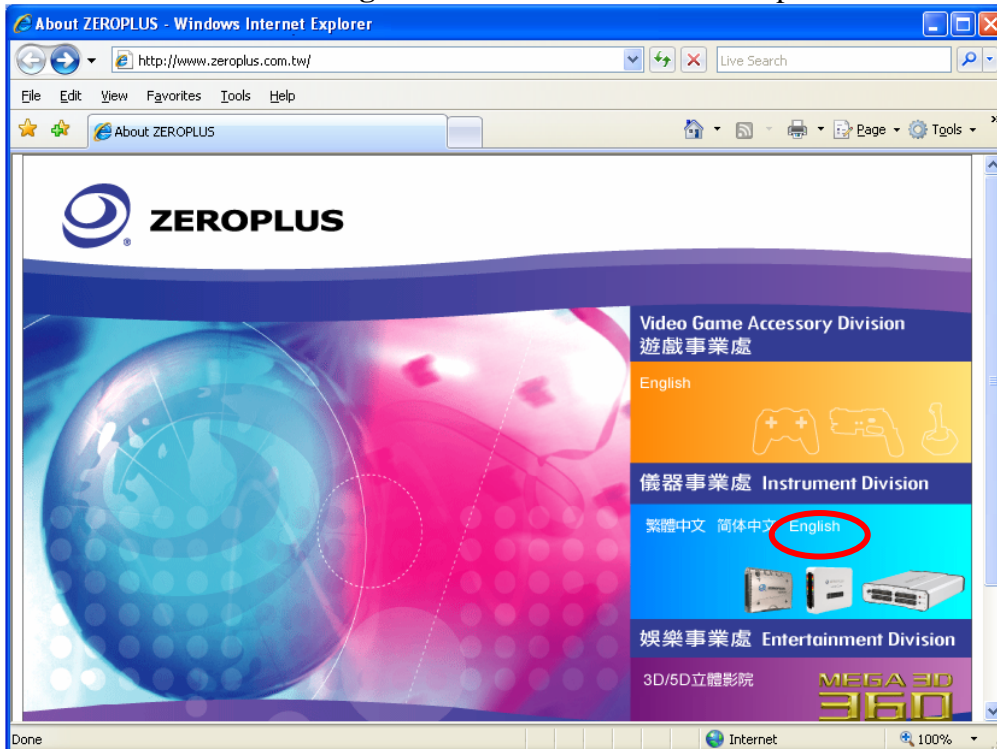 About ZEROPLUS - Windows Internet Explorer
http://www.zeroplus.com.tw/
Live Search
File Edit View Favorites Tools Help
About ZEROPLUS
Page Tools
ZEROPLUS
Video Game Accessory Division
遊戲事業處
English
儀器事業處 Instrument Division
繁體中文 简体中文 English
娛樂事業處 Entertainment Division
3D/5D立體影院
MEGA 3D
360
Done Internet 100%